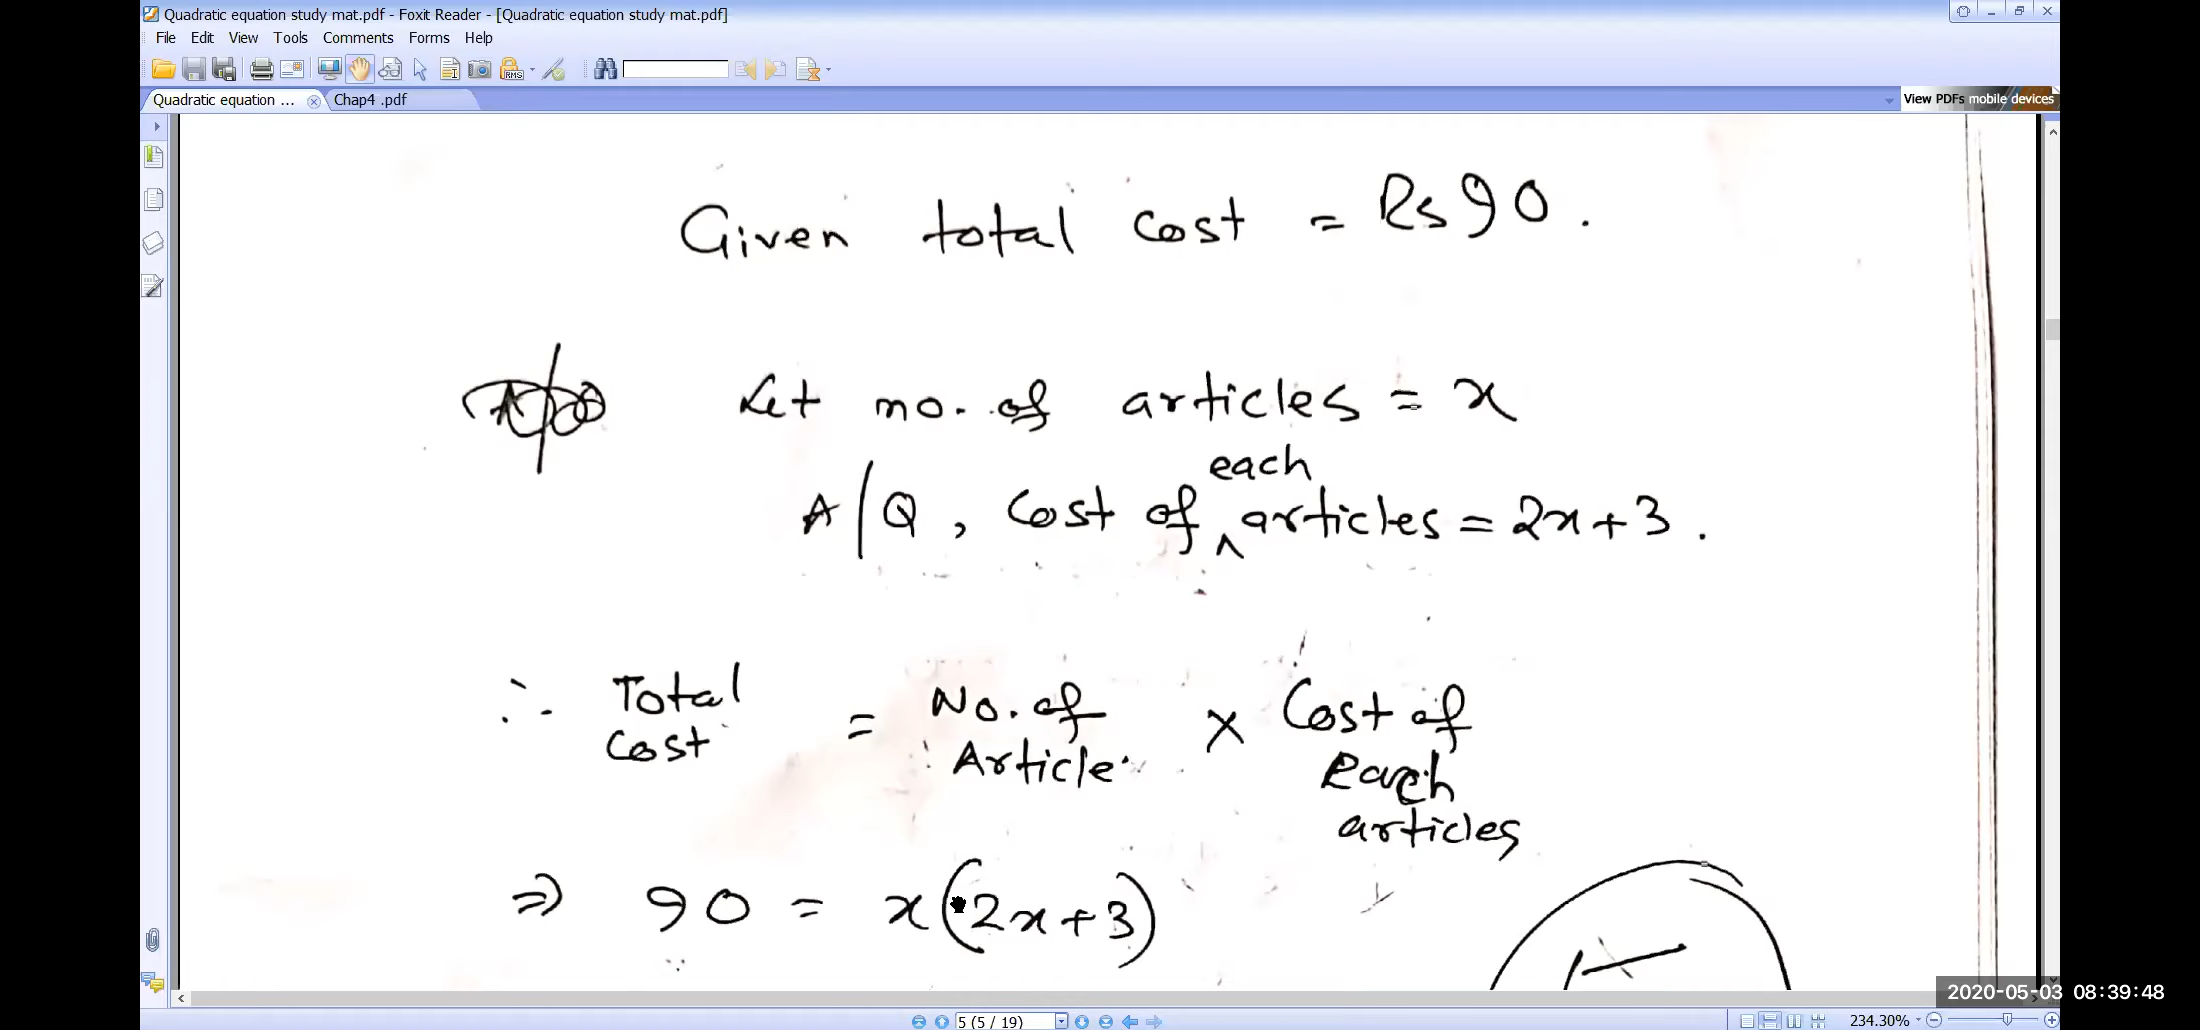 Quadratic equation study mat.pdf - Foxit Reader - [Quadratic equation study mat.pdf]
File Edit View Tools Comments Forms Help
Quadratic equation ... Chap4 .pdf View PDFs mobile devices
Given total cost = Rs 90.
Let no. of articles = x
each
A/Q, Cost of ^ articles = 2x+3.
∴ Total cost = No. of Article × Cost of Each articles
⇒ 90 = x(2x+3)
2020-05-03 08:39:48
5 (5 / 19) 234.30%